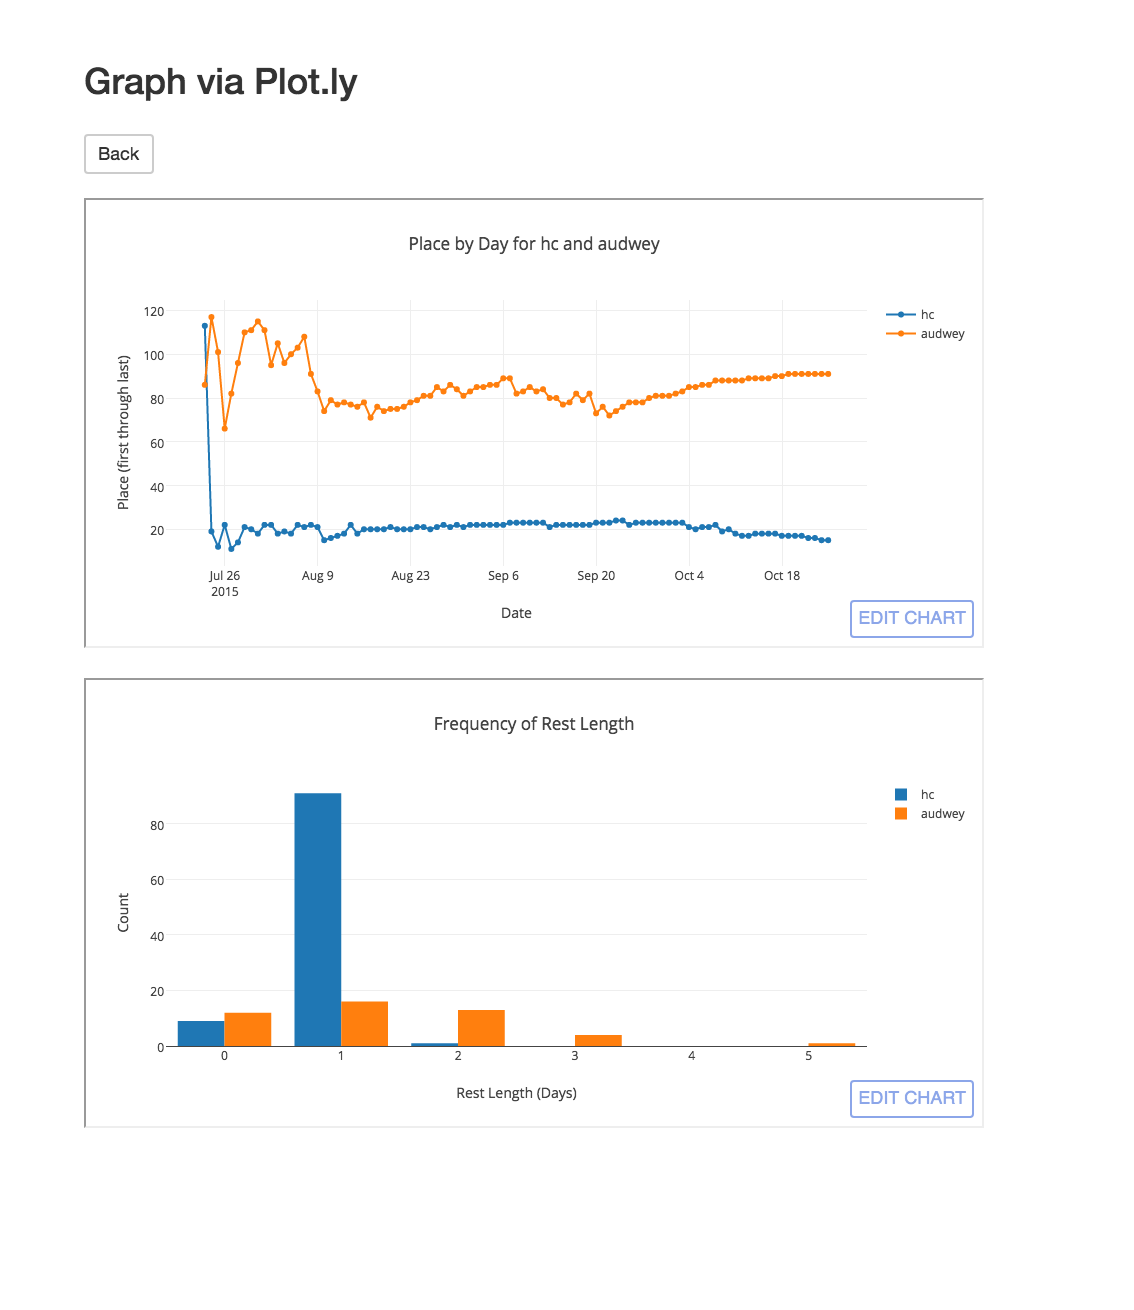 Graph via Plot.ly
Back
Place by Day for hc and audwey
Place (first through last)
120
100
80
60
40
20
hc
audwey
Jul 26
2015
Aug 9
Aug 23
Sep 6
Sep 20
Oct 4
Oct 18
Date
EDIT CHART
Frequency of Rest Length
Count
80
60
40
20
0
hc
audwey
0
1
2
3
4
5
Rest Length (Days)
EDIT CHART